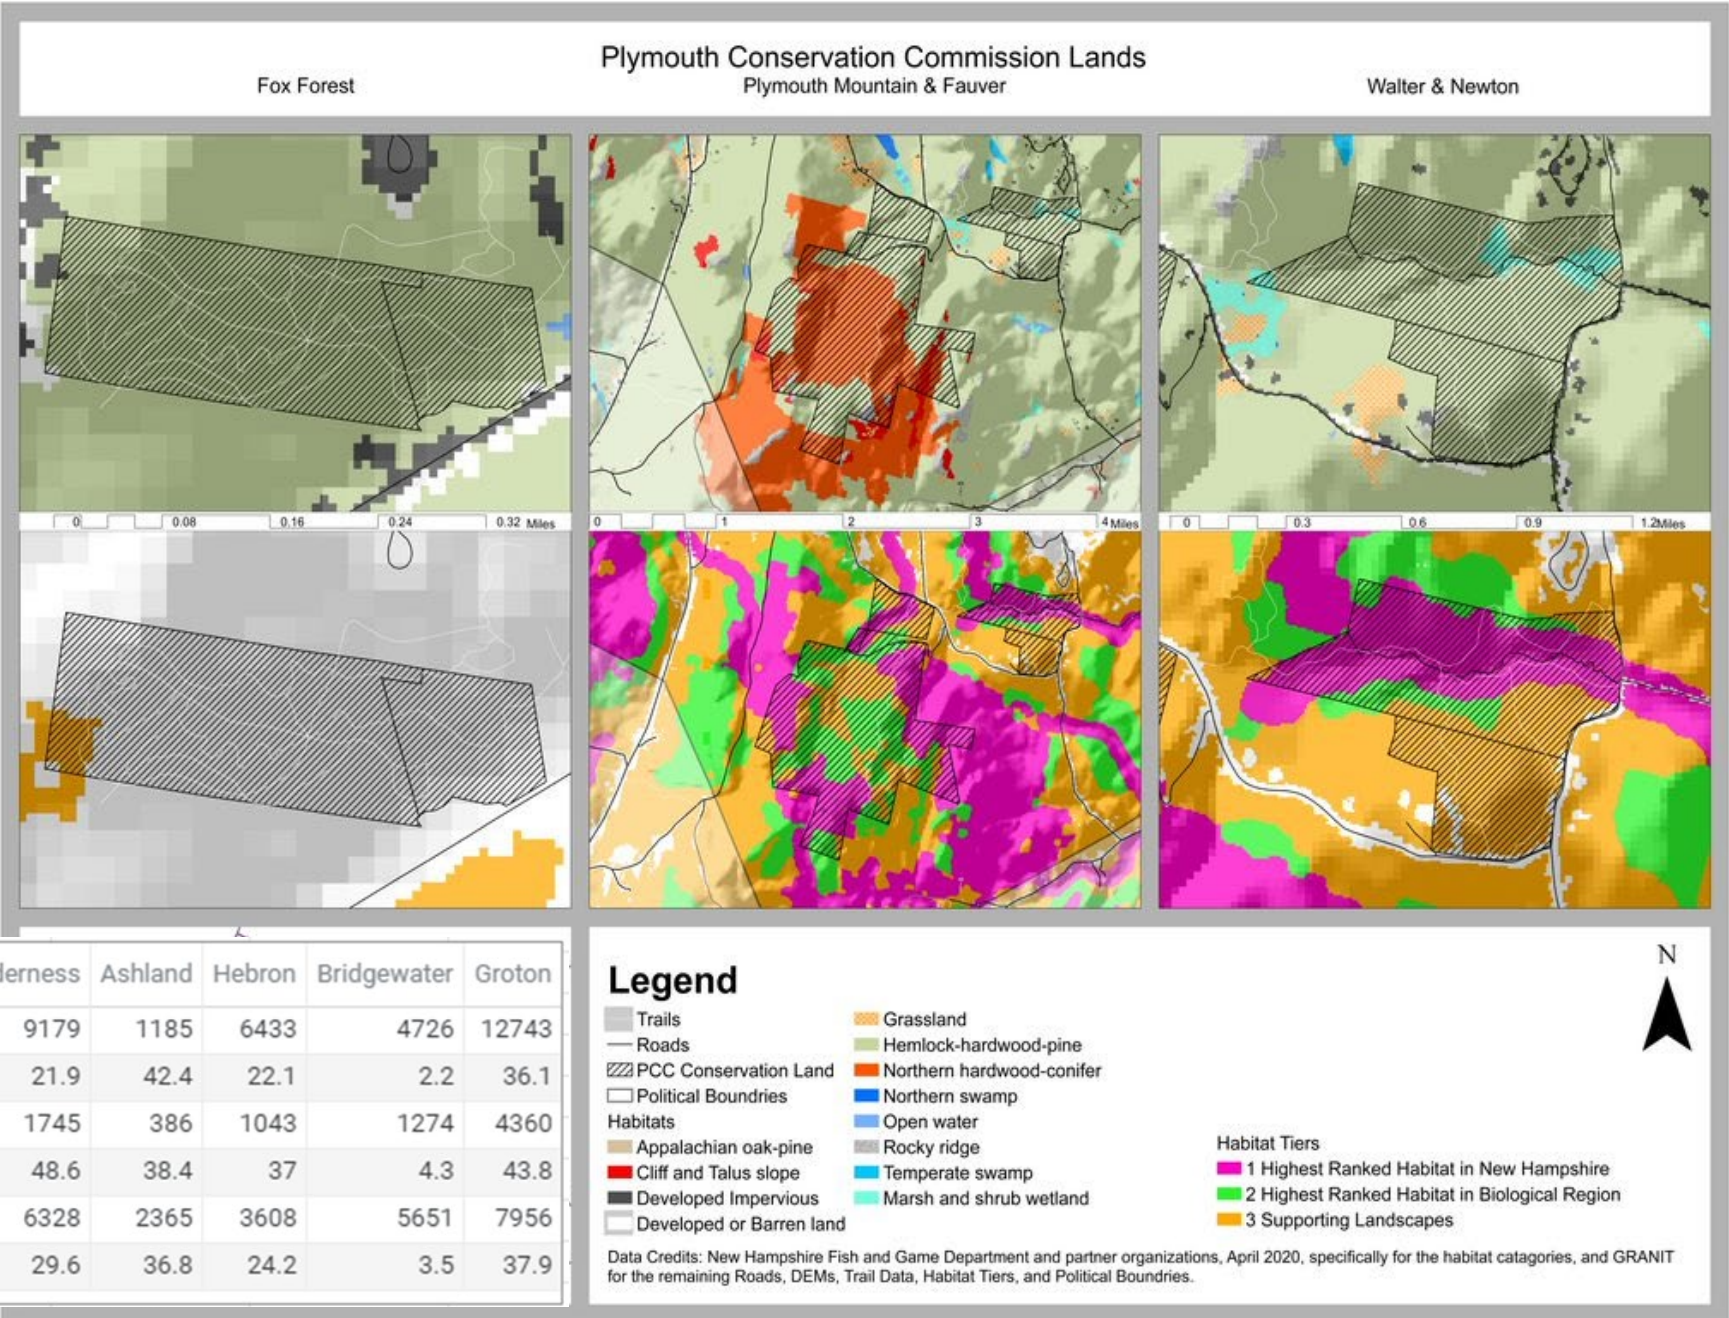 Plymouth Conservation Commission Lands
Fox Forest
Plymouth Mountain & Fauver
Walter & Newton
0 0.08 0.16 0.24 0.32 Miles
0 1 2 3 4 Miles
0 0.3 0.6 0.9 1.2 Miles
derness Ashland Hebron Bridgewater Groton
9179 1185 6433 4726 12743
21.9 42.4 22.1 2.2 36.1
1745 386 1043 1274 4360
48.6 38.4 37 4.3 43.8
6328 2365 3608 5651 7956
29.6 36.8 24.2 3.5 37.9
Legend
Trails
Roads
PCC Conservation Land
Political Boundries
Habitats
Appalachian oak-pine
Cliff and Talus slope
Developed Impervious
Developed or Barren land
Grassland
Hemlock-hardwood-pine
Northern hardwood-conifer
Northern swamp
Open water
Rocky ridge
Temperate swamp
Marsh and shrub wetland
Habitat Tiers
1 Highest Ranked Habitat in New Hampshire
2 Highest Ranked Habitat in Biological Region
3 Supporting Landscapes
N
Data Credits: New Hampshire Fish and Game Department and partner organizations, April 2020, specifically for the habitat catagories, and GRANIT
for the remaining Roads, DEMs, Trail Data, Habitat Tiers, and Political Boundries.